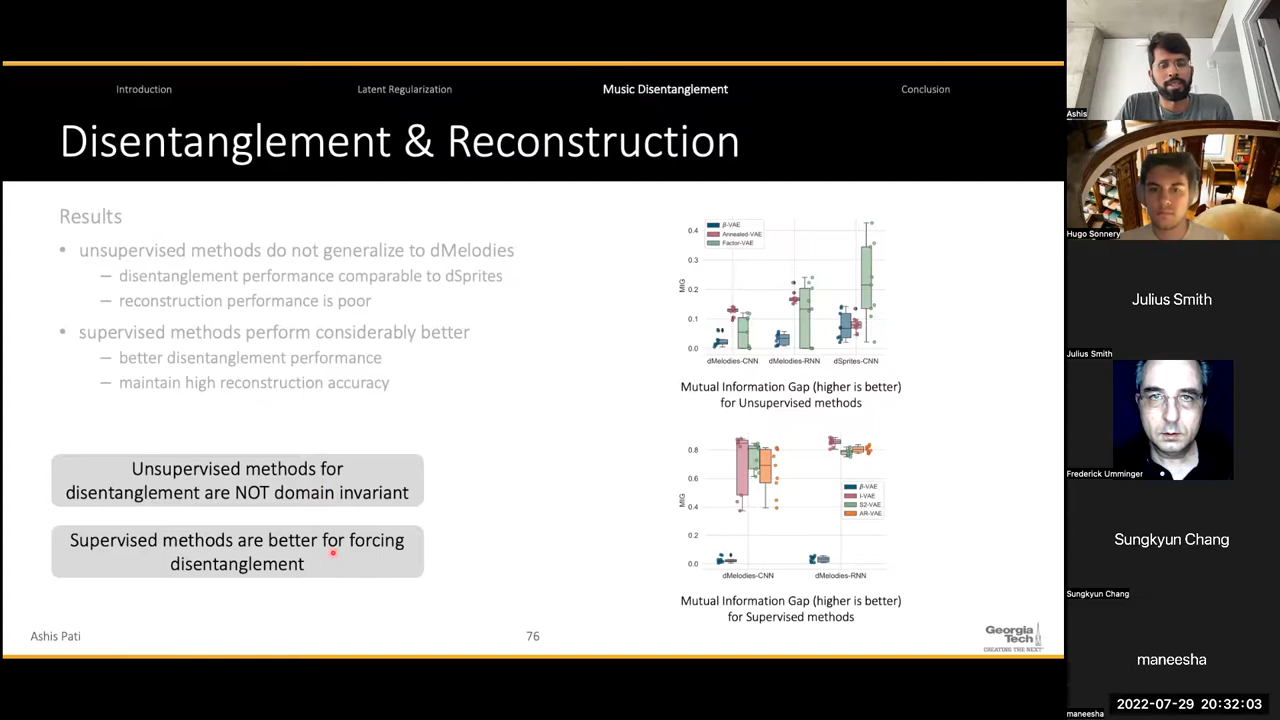 Introduction
Latent Regularization
Music Disentanglement
Conclusion
Disentanglement & Reconstruction
Results
• unsupervised methods do not generalize to dMelodies
– disentanglement performance comparable to dSprites
– reconstruction performance is poor
• supervised methods perform considerably better
– better disentanglement performance
– maintain high reconstruction accuracy
Unsupervised methods for
disentanglement are NOT domain invariant
Supervised methods are better for forcing
disentanglement
MIG
0.4
0.3
0.2
0.1
0.0
β-VAE
Annealed-VAE
Factor-VAE
dMelodies-CNN
dMelodies-RNN
dSprites-CNN
Mutual Information Gap (higher is better)
for Unsupervised methods
MIG
0.8
0.6
0.4
0.2
0.0
β-VAE
I-VAE
S2-VAE
AR-VAE
dMelodies-CNN
dMelodies-RNN
Mutual Information Gap (higher is better)
for Supervised methods
Ashis Pati
76
Georgia
Tech
CREATING THE NEXT
Ashis
Hugo Sonnery
Julius Smith
Julius Smith
Frederick Umminger
Sungkyun Chang
Sungkyun Chang
maneesha
maneesha
2022-07-29 20:32:03